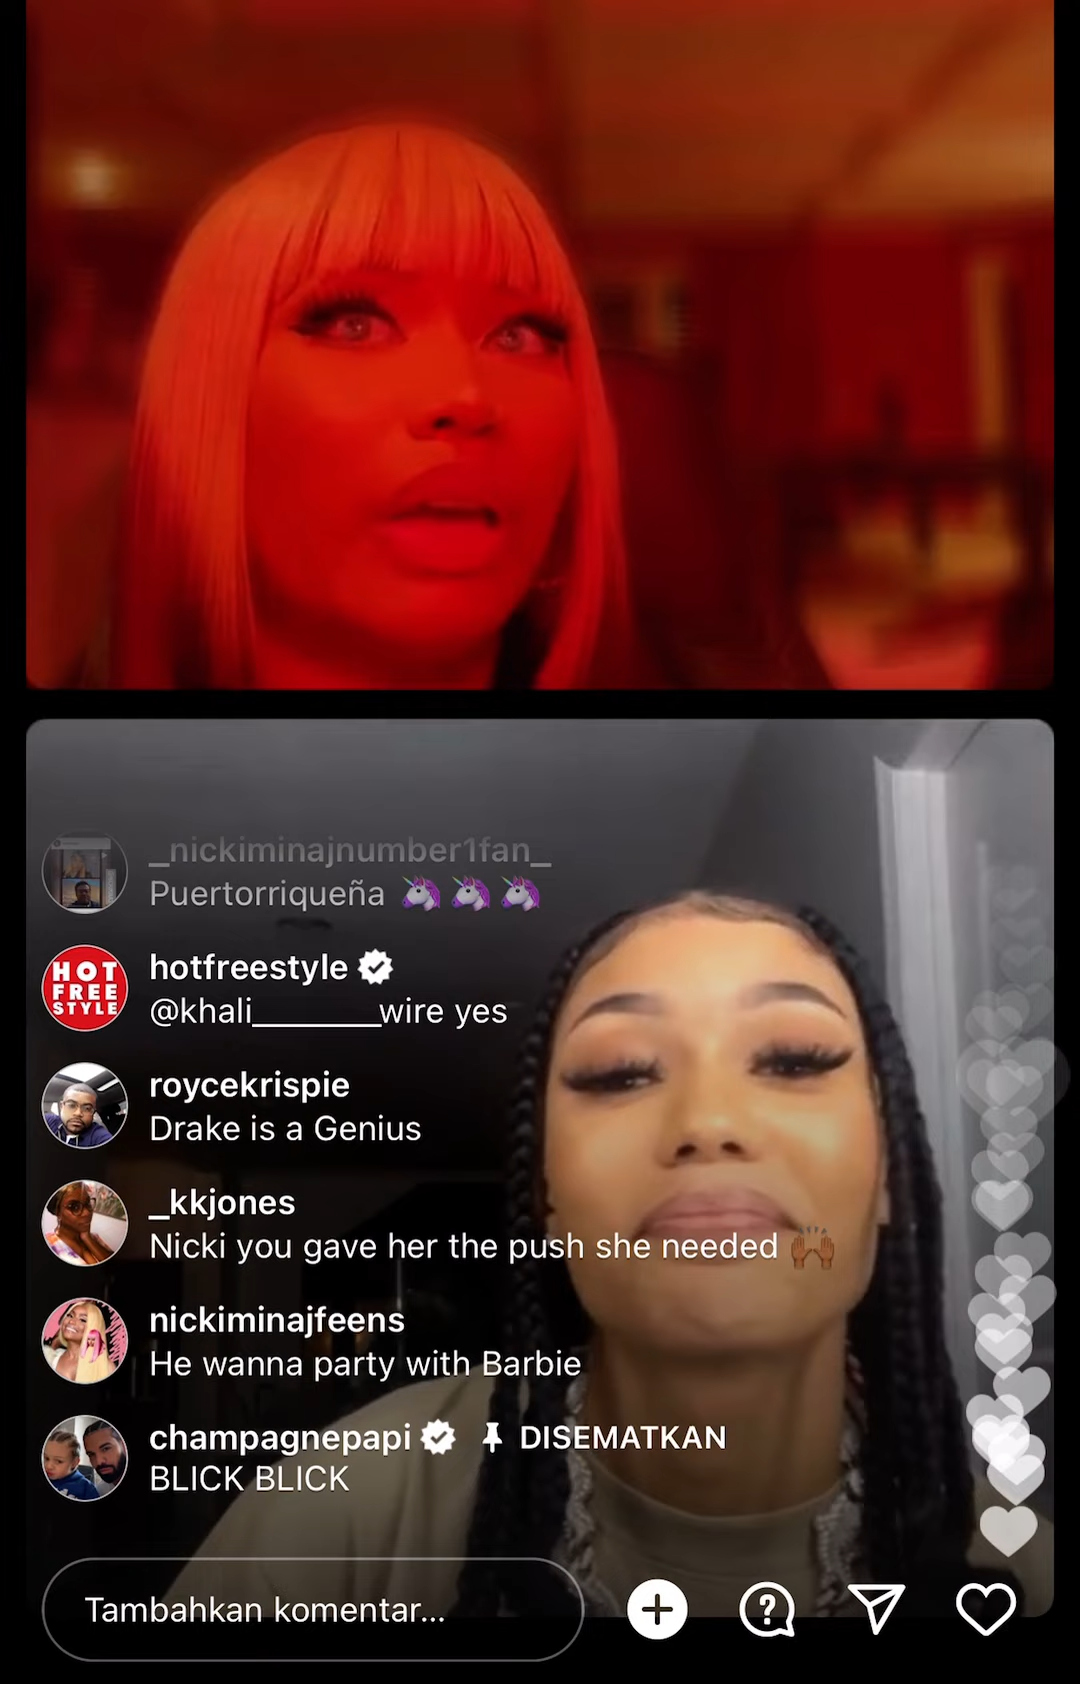 _nickiminajnumber1fan_
Puertorriqueña 🦄🦄🦄
HOT
FREE
STYLE
hotfreestyle
@khali________wire yes
roycekrispie
Drake is a Genius
_kkjones
Nicki you gave her the push she needed 🙌🏾
nickiminajfeens
He wanna party with Barbie
champagnepapi 📌 DISEMATKAN
BLICK BLICK
Tambahkan komentar...